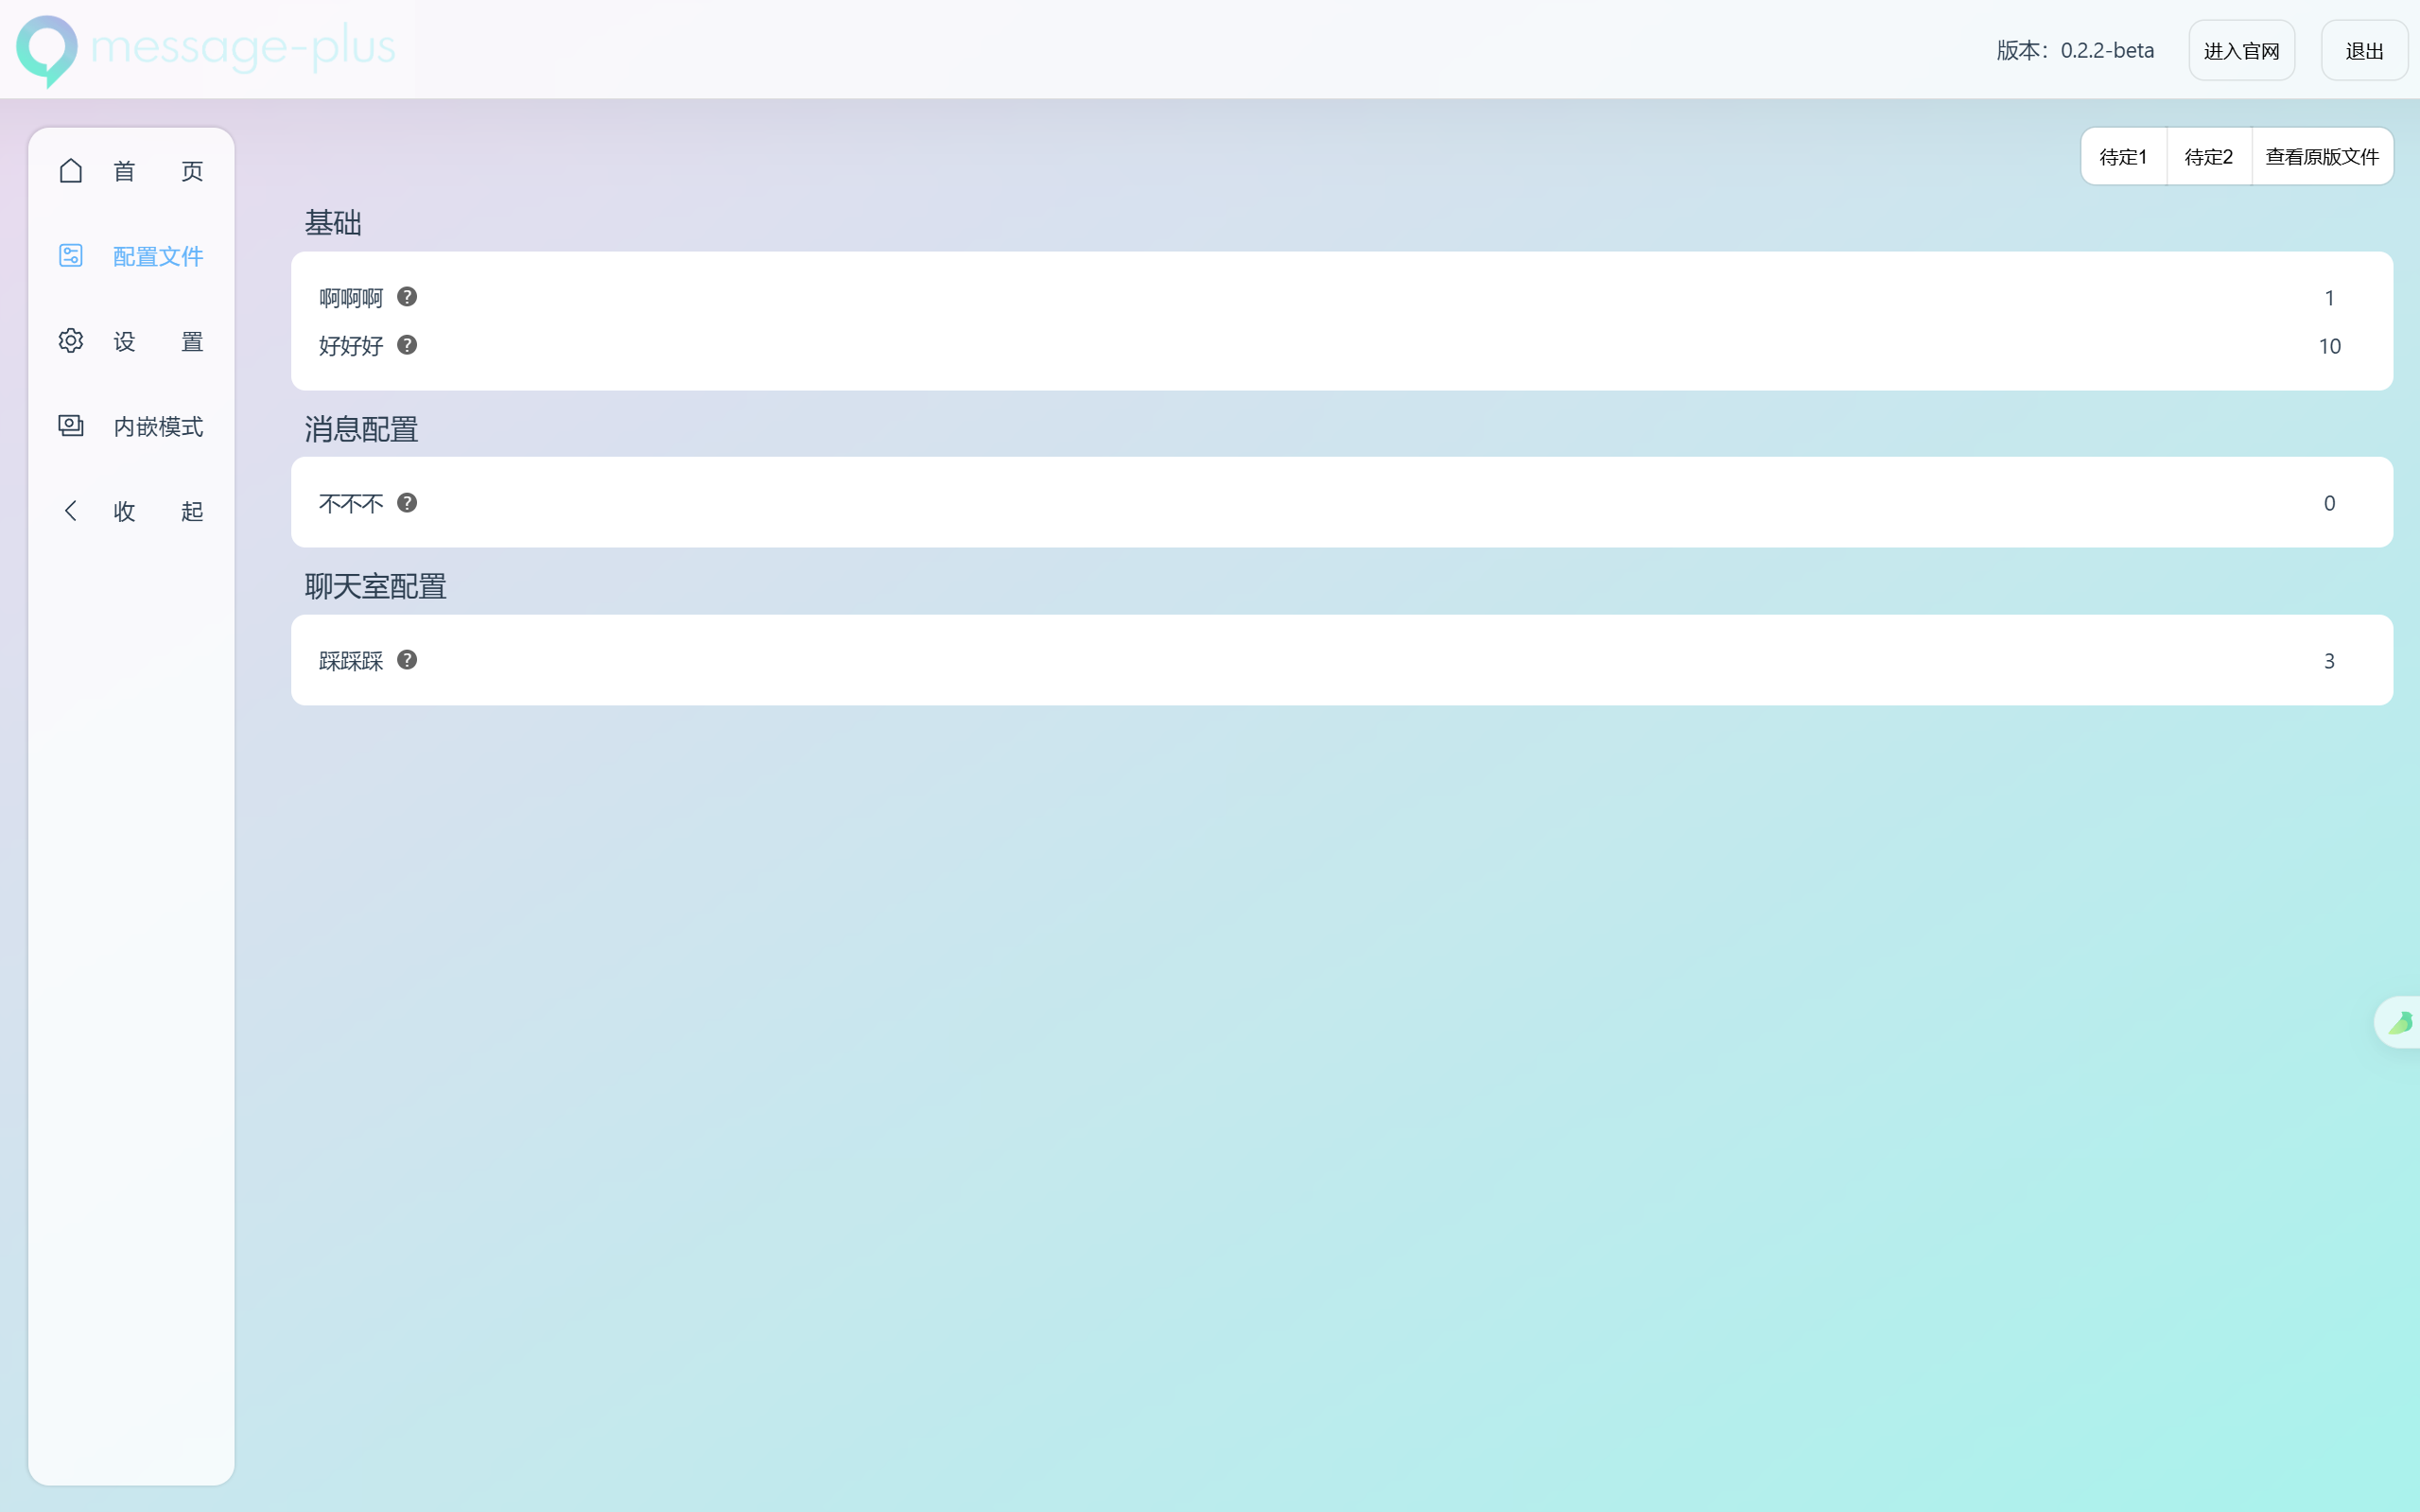 message-plus
版本：0.2.2-beta
进入官网
退出
首 页
配置文件
设 置
内嵌模式
收 起
待定1
待定2
查看原版文件
基础
啊啊啊 ? 1
好好好 ? 10
消息配置
不不不 ? 0
聊天室配置
踩踩踩 ? 3